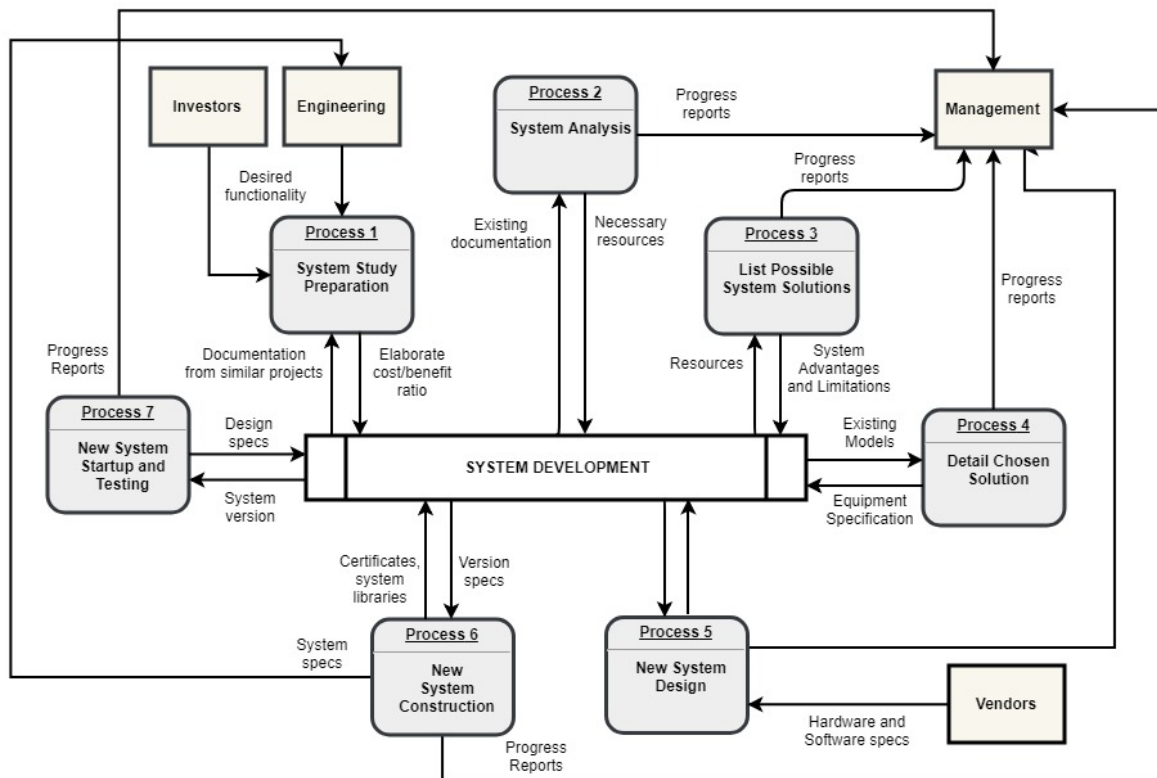 Investors
Engineering
Process 2
System Analysis
Progress
reports
Management
Desired
functionality
Progress
reports
Process 1
System Study
Preparation
Existing
documentation
Necessary
resources
Process 3
List Possible
System Solutions
Progress
reports
Progress
Reports
Documentation
from similar projects
Elaborate
cost/benefit
ratio
Resources
System
Advantages
and Limitations
Process 7
New System
Startup and
Testing
Design
specs
System
version
SYSTEM DEVELOPMENT
Existing
Models
Equipment
Specification
Process 4
Detail Chosen
Solution
Certificates,
system
libraries
Version
specs
System
specs
Process 6
New
System
Construction
Process 5
New System
Design
Vendors
Hardware and
Software specs
Progress
Reports